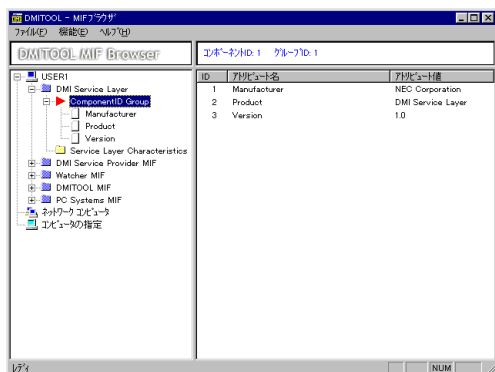 DMITOOL - MIFﾌﾞﾗｳｻﾞ
ﾌｧｲﾙ(F) 機能(E) ﾍﾙﾌﾟ(H)
DMITOOL MIF Browser
ｺﾝﾎﾟｰﾈﾝﾄID: 1 ｸﾞﾙｰﾌﾟID: 1
USER1
DMI Service Layer
ComponentID Group
Manufacturer
Product
Version
Service Layer Characteristics
DMI Service Provider MIF
Watcher MIF
DMITOOL MIF
PC Systems MIF
ﾈｯﾄﾜｰｸ ｺﾝﾋﾟｭｰﾀ
ｺﾝﾋﾟｭｰﾀの指定
ID ｱﾄﾘﾋﾞｭｰﾄ名 ｱﾄﾘﾋﾞｭｰﾄ値
1 Manufacturer NEC Corporation
2 Product DMI Service Layer
3 Version 1.0
ﾚﾃﾞｨ NUM